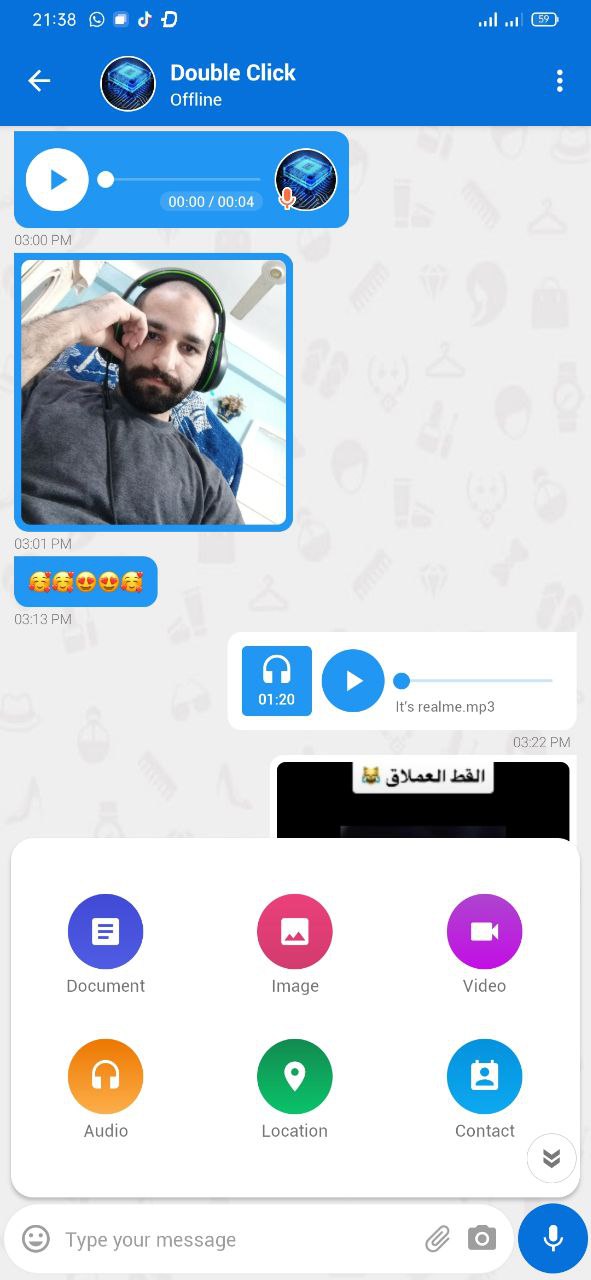 21:38
59
Double Click
Offline
00:00 / 00:04
03:00 PM
03:01 PM
03:13 PM
01:20
It's realme.mp3
03:22 PM
القط العملاق
Document
Image
Video
Audio
Location
Contact
Type your message